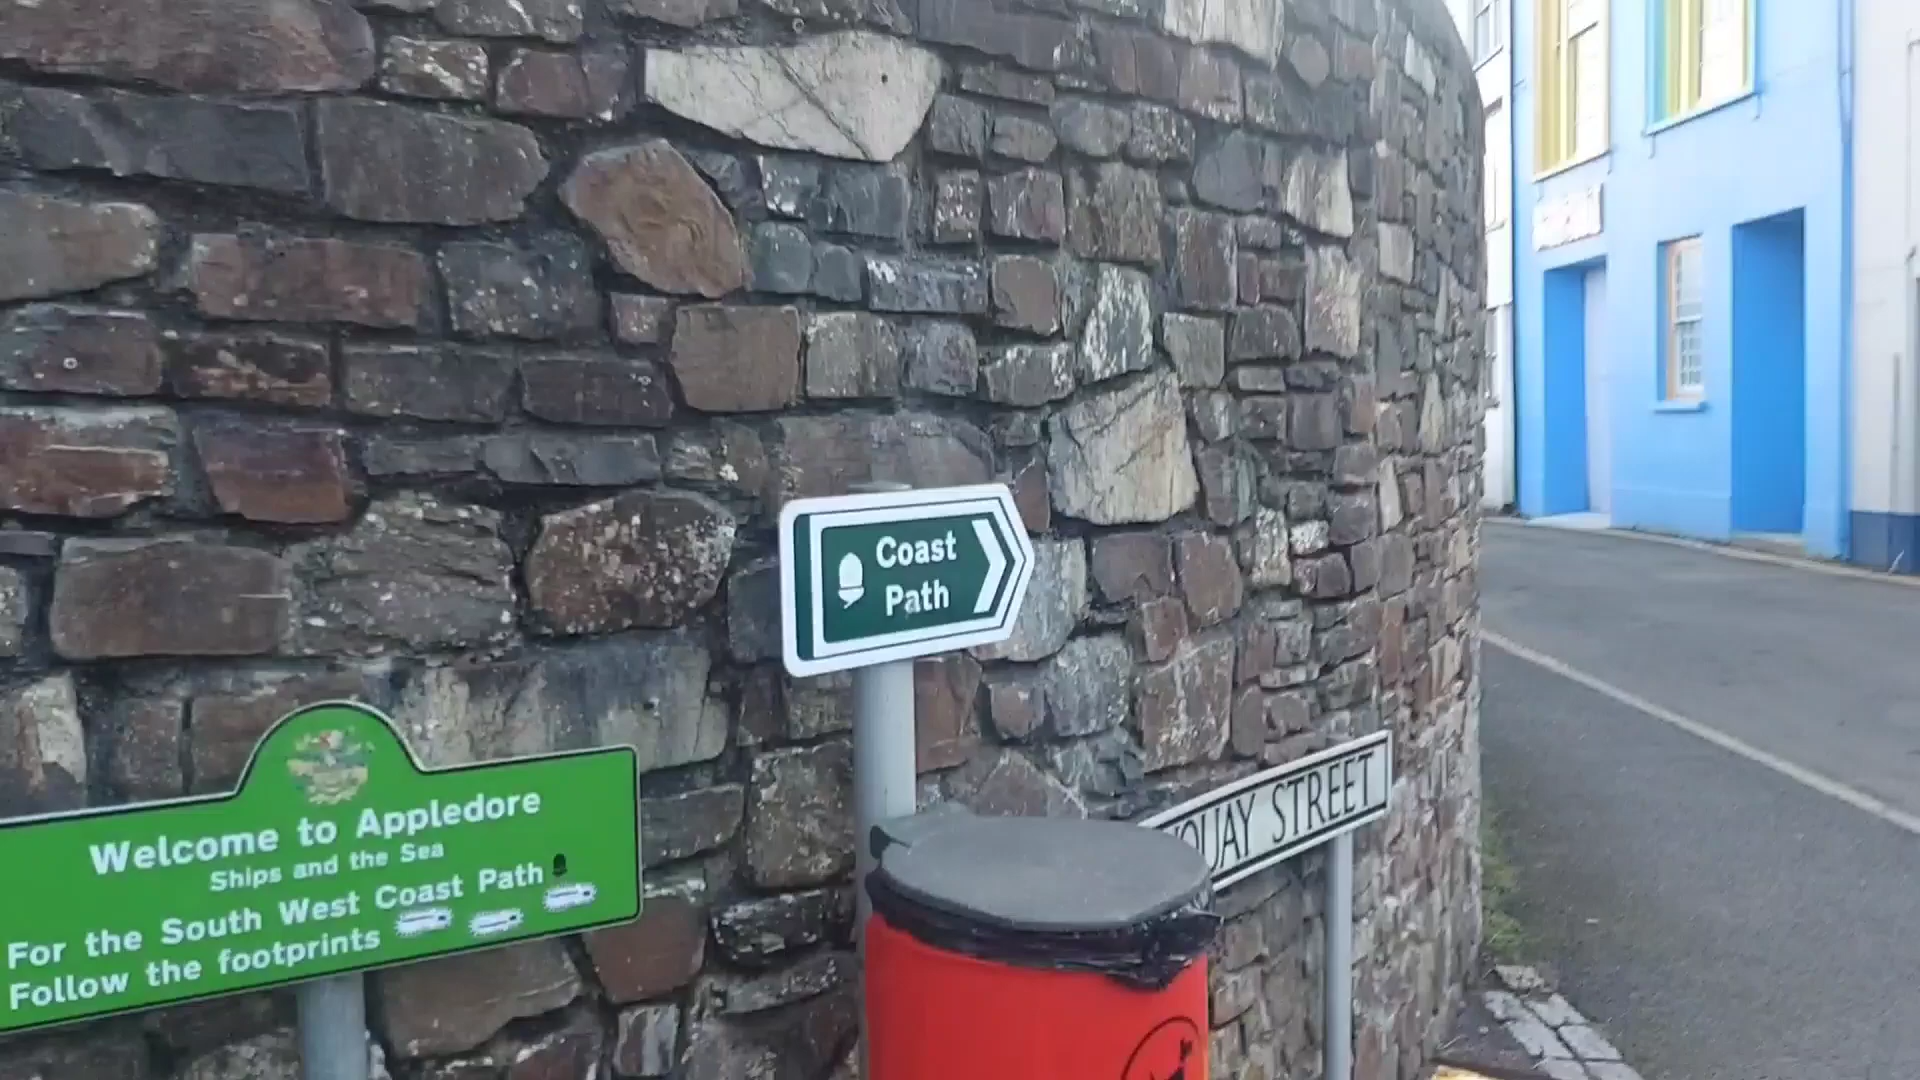 Coast
Path
Welcome to Appledore
Ships and the Sea
For the South West Coast Path
Follow the footprints
QUAY STREET